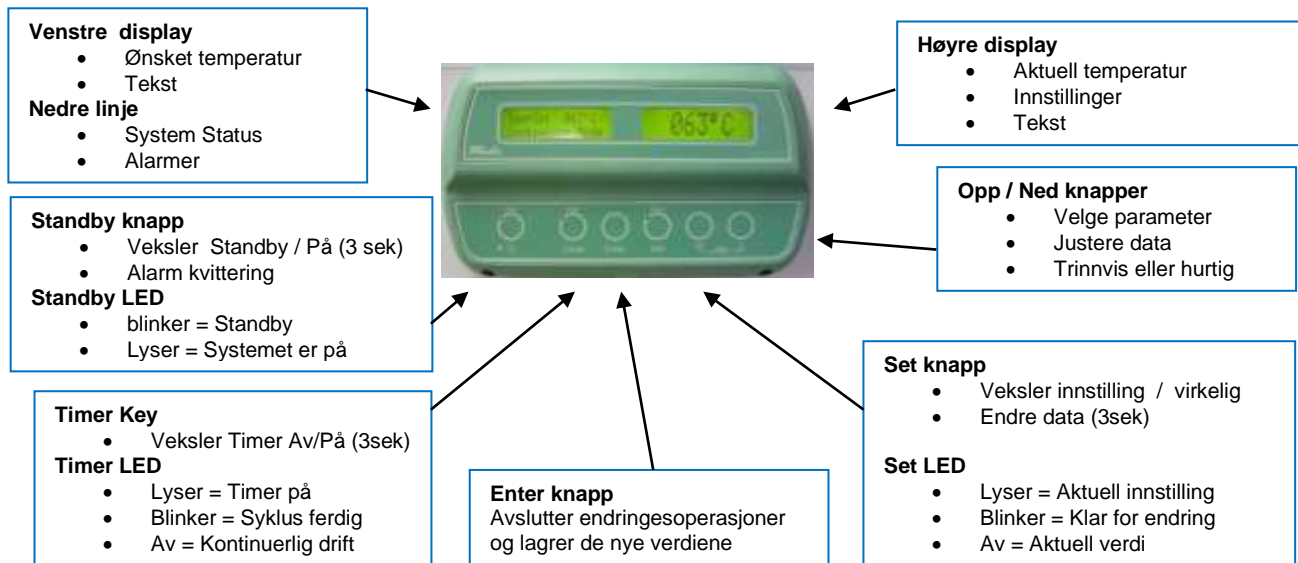 Venstre display
• Ønsket temperatur
• Tekst
Nedre linje
• System Status
• Alarmer
Høyre display
• Aktuell temperatur
• Innstillinger
• Tekst
063°C
Standby knapp
• Veksler Standby / På (3 sek)
• Alarm kvittering
Standby LED
• blinker = Standby
• Lyser = Systemet er på
Opp / Ned knapper
• Velge parameter
• Justere data
• Trinnvis eller hurtig
Timer Key
• Veksler Timer Av/På (3sek)
Timer LED
• Lyser = Timer på
• Blinker = Syklus ferdig
• Av = Kontinuerlig drift
Enter knapp
Avslutter endringesoperasjoner
og lagrer de nye verdiene
Set knapp
• Veksler innstilling / virkelig
• Endre data (3sek)
Set LED
• Lyser = Aktuell innstilling
• Blinker = Klar for endring
• Av = Aktuell verdi